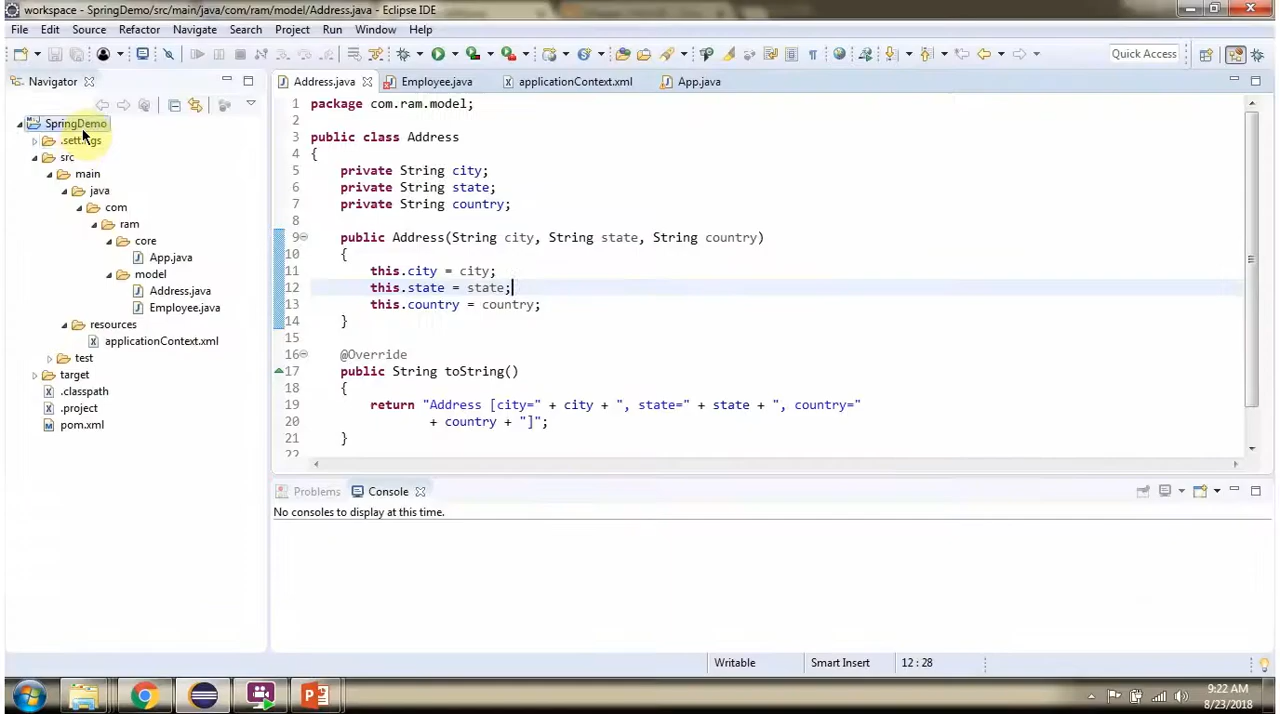 workspace - SpringDemo/src/main/java/com/ram/model/Address.java - Eclipse IDE
File Edit Source Refactor Navigate Search Project Run Window Help
Quick Access
Navigator
SpringDemo
src
main
java
com
ram
core
App.java
model
Address.java
Employee.java
resources
applicationContext.xml
test
target
.classpath
.project
pom.xml
Address.java Employee.java applicationContext.xml App.java
1 package com.ram.model;
2
3 public class Address
4 {
5 private String city;
6 private String state;
7 private String country;
8
9 public Address(String city, String state, String country)
10 {
11 this.city = city;
12 this.state = state;
13 this.country = country;
14 }
15
16 @Override
17 public String toString()
18 {
19 return "Address [city=" + city + ", state=" + state + ", country="
20 + country + "]";
21 }
22
Problems Console
No consoles to display at this time.
Writable Smart Insert 12 : 28
9:22 AM
8/23/2018